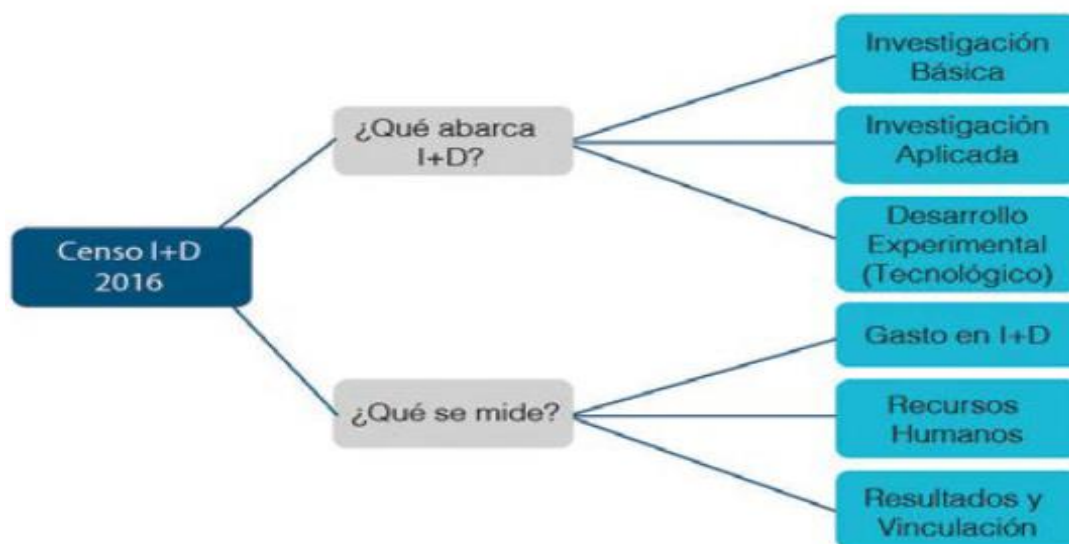 Censo I+D
2016
¿Qué abarca
I+D?
¿Qué se mide?
Investigación
Básica
Investigación
Aplicada
Desarrollo
Experimental
(Tecnológico)
Gasto en I+D
Recursos
Humanos
Resultados y
Vinculación